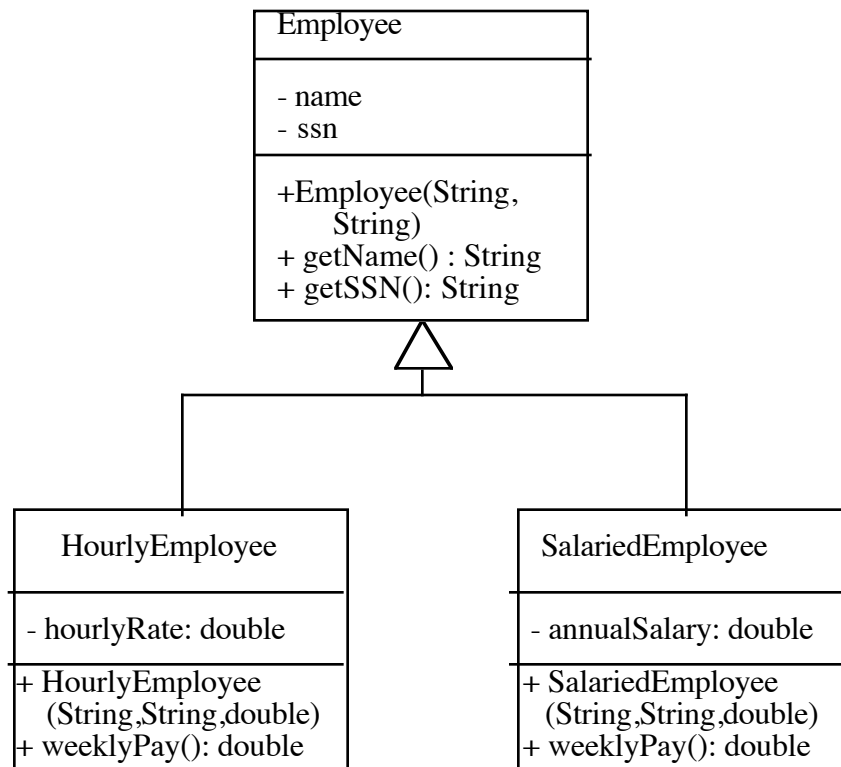 Employee
- name
- ssn
+Employee(String,
String)
+ getName() : String
+ getSSN(): String
HourlyEmployee
- hourlyRate: double
+ HourlyEmployee
(String,String,double)
+ weeklyPay(): double
SalariedEmployee
- annualSalary: double
+ SalariedEmployee
(String,String,double)
+ weeklyPay(): double